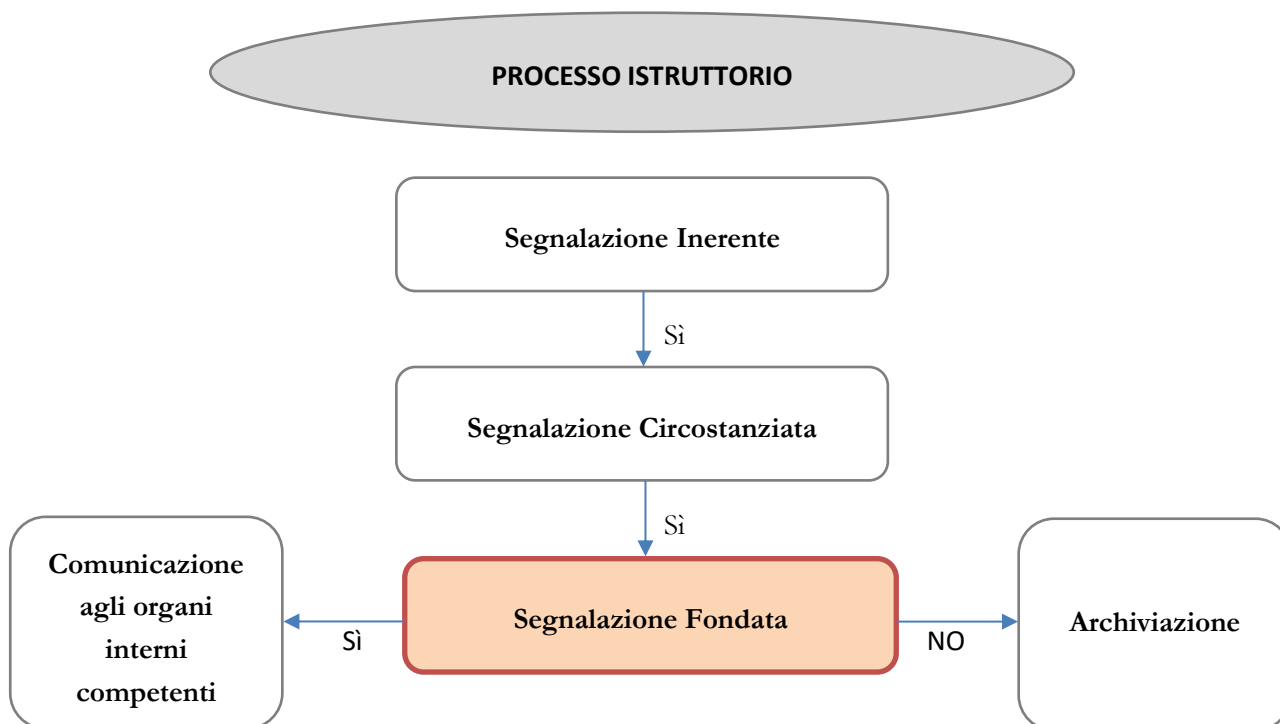 PROCESSO ISTRUTTORIO
Segnalazione Inerente
Sì
Segnalazione Circostanziata
Sì
Comunicazione
agli organi
interni
competenti
Sì
Segnalazione Fondata
NO
Archiviazione